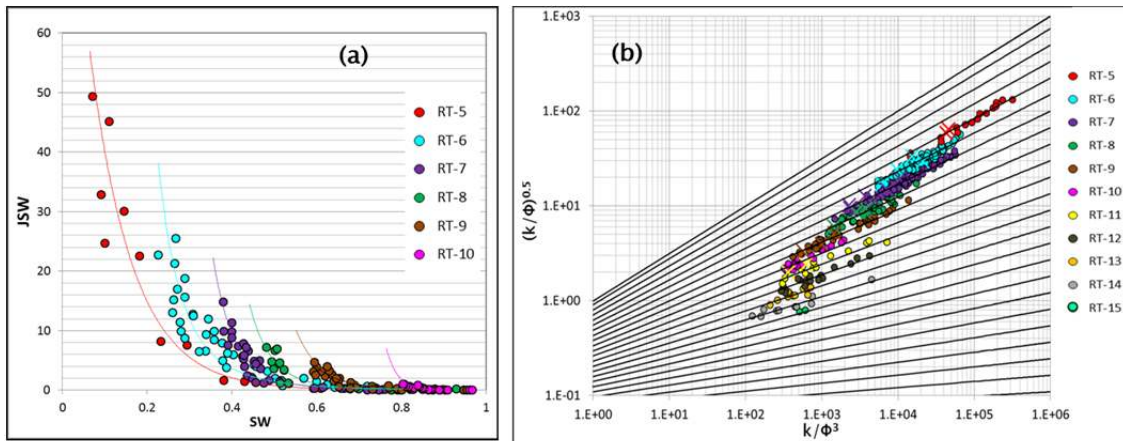 (a)
60
50
40
30
20
10
0
JSW
0 0.2 0.4 0.6 0.8 1
SW
RT-5
RT-6
RT-7
RT-8
RT-9
RT-10
(b)
1.E+03
1.E+02
1.E+01
1.E+00
1.E-01
(k/Φ)^0.5
1.E+00 1.E+01 1.E+02 1.E+03 1.E+04 1.E+05 1.E+06
k/Φ³
RT-5
RT-6
RT-7
RT-8
RT-9
RT-10
RT-11
RT-12
RT-13
RT-14
RT-15